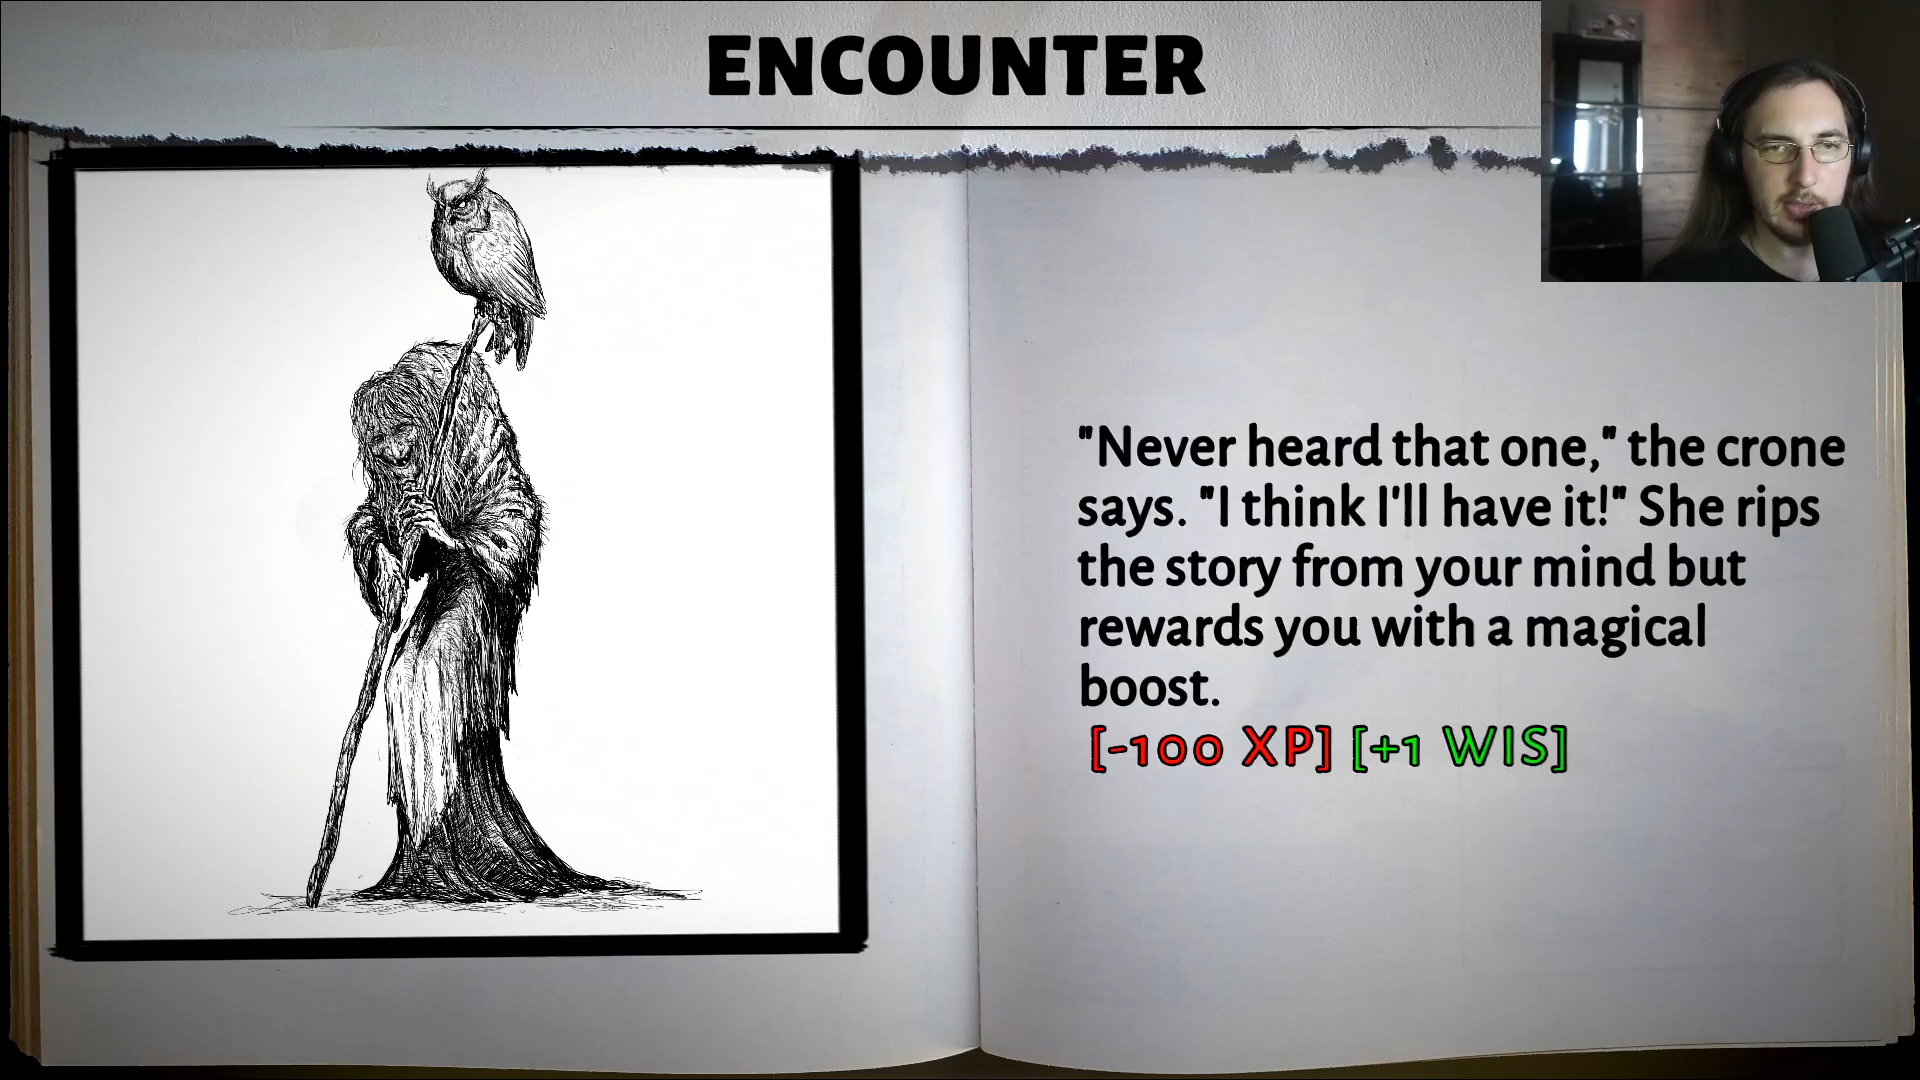 ENCOUNTER
"Never heard that one," the crone
says. "I think I'll have it!" She rips
the story from your mind but
rewards you with a magical
boost.
[-100 XP] [+1 WIS]